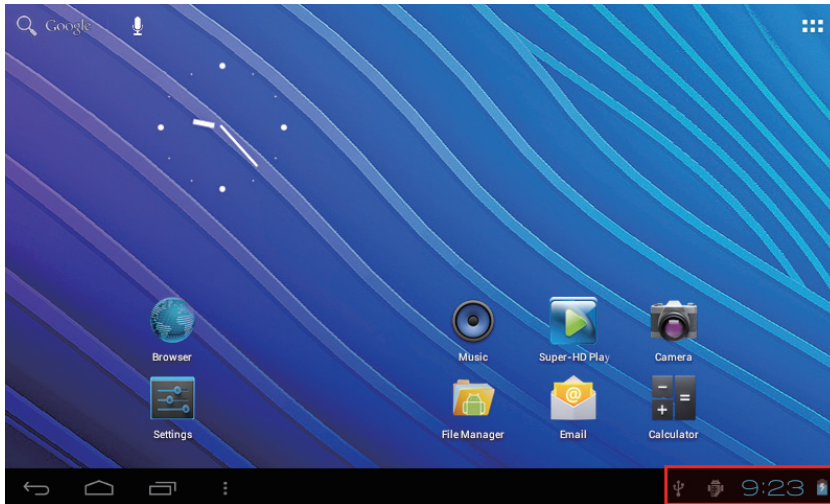 Google
Browser
Music
Super-HD Play
Camera
Settings
File Manager
Email
Calculator
9:23